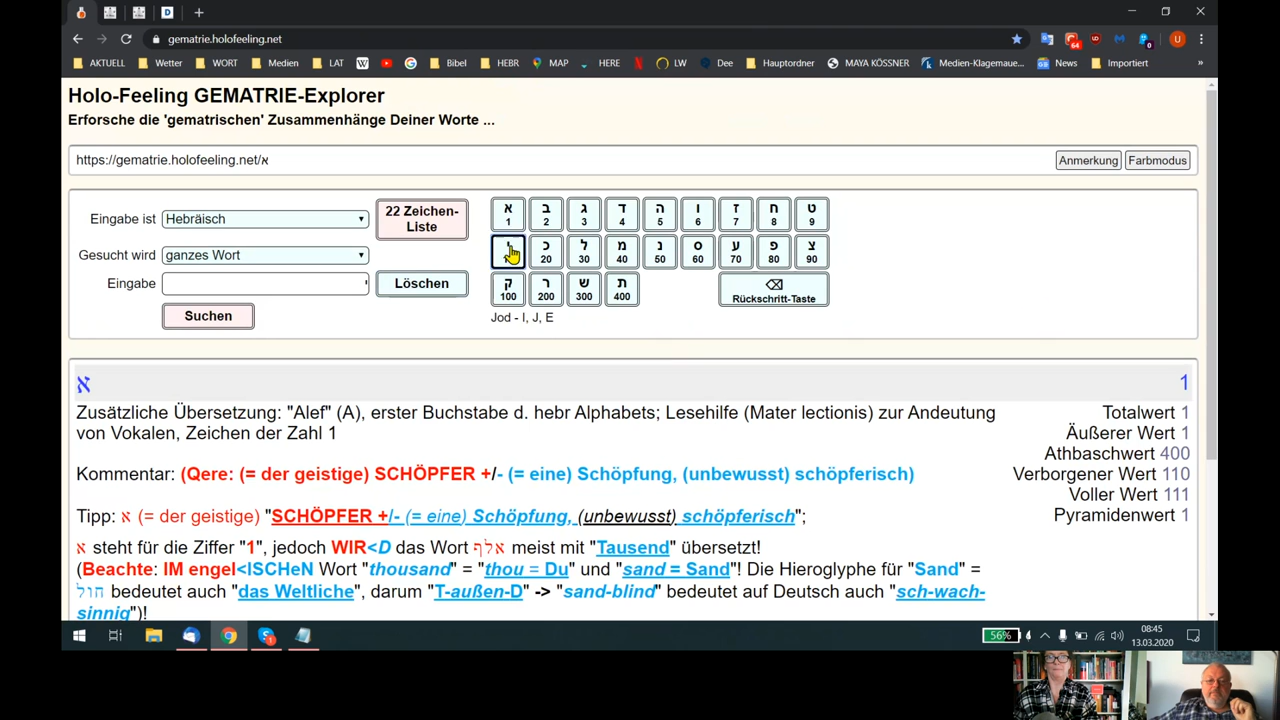 D
gematrie.holofeeling.net
64
U
0
AKTUELL Wetter WORT Medien LAT Bibel HEBR MAP HERE LW Dee Hauptordner MAYA KÖSSNER Medien-Klagemaue... News Importiert »
Holo-Feeling GEMATRIE-Explorer
Erforsche die 'gematrischen' Zusammenhänge Deiner Worte ...
https://gematrie.holofeeling.net/א
Anmerkung Farbmodus
Eingabe ist Hebräisch
22 Zeichen-
Liste
Gesucht wird ganzes Wort
Eingabe
Löschen
Suchen
א ב ג ד ה ו ז ח ט
1 2 3 4 5 6 7 8 9
י כ ל מ נ ס ע פ צ
20 30 40 50 60 70 80 90
ק ר ש ת
100 200 300 400
Rückschritt-Taste
Jod - I, J, E
א 1
Zusätzliche Übersetzung: "Alef" (A), erster Buchstabe d. hebr Alphabets; Lesehilfe (Mater lectionis) zur Andeutung
von Vokalen, Zeichen der Zahl 1
Totalwert 1
Äußerer Wert 1
Athbaschwert 400
Verborgener Wert 110
Voller Wert 111
Pyramidenwert 1
Kommentar: (Qere: (= der geistige) SCHÖPFER +/- (= eine) Schöpfung, (unbewusst) schöpferisch)
Tipp: א (= der geistige) "SCHÖPFER +/- (= eine) Schöpfung, (unbewusst) schöpferisch";
א steht für die Ziffer "1", jedoch WIR<D das Wort אלף meist mit "Tausend" übersetzt!
(Beachte: IM engel<ISCHeN Wort "thousand" = "thou = Du" und "sand = Sand"! Die Hieroglyphe für "Sand" =
חול bedeutet auch "das Weltliche", darum "T-außen-D" -> "sand-blind" bedeutet auf Deutsch auch "sch-wach-
sinnig")!
56%
08:45
13.03.2020